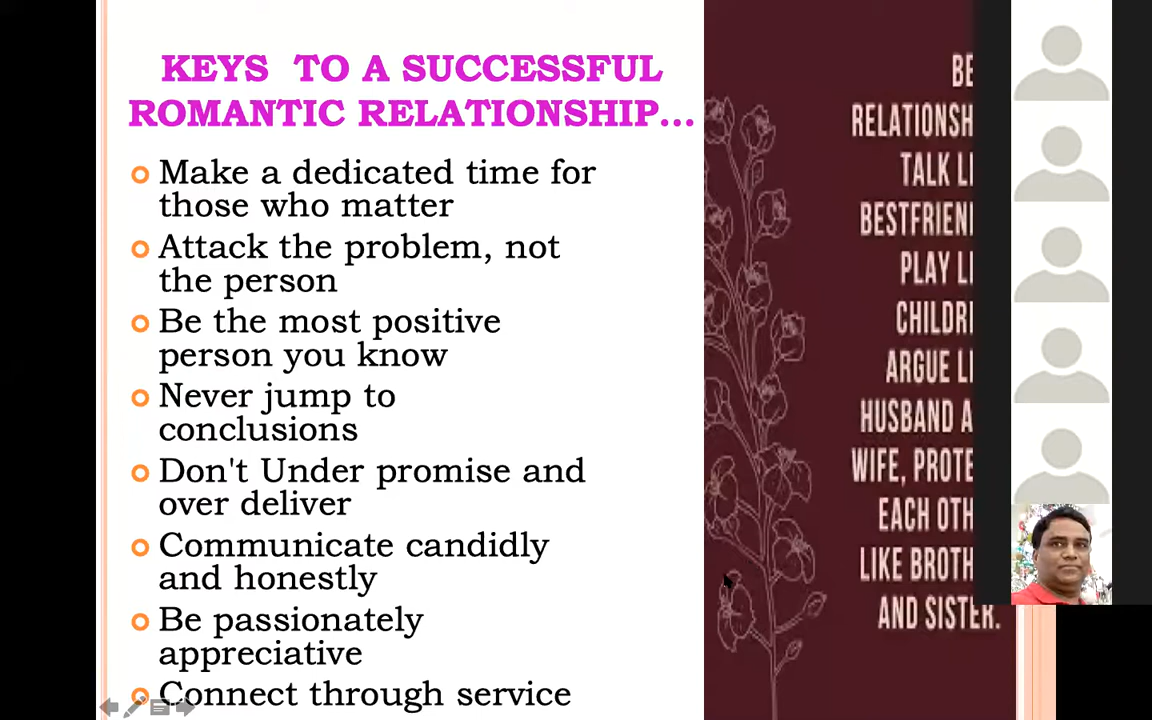 KEYS TO A SUCCESSFUL
ROMANTIC RELATIONSHIP...
Make a dedicated time for
those who matter
Attack the problem, not
the person
Be the most positive
person you know
Never jump to
conclusions
Don't Under promise and
over deliver
Communicate candidly
and honestly
Be passionately
appreciative
Connect through service
BE
RELATIONSH
TALK LI
BESTFRIEN
PLAY LI
CHILDR
ARGUE LI
HUSBAND A
WIFE, PROTE
EACH OTH
LIKE BROTH
AND SISTER.